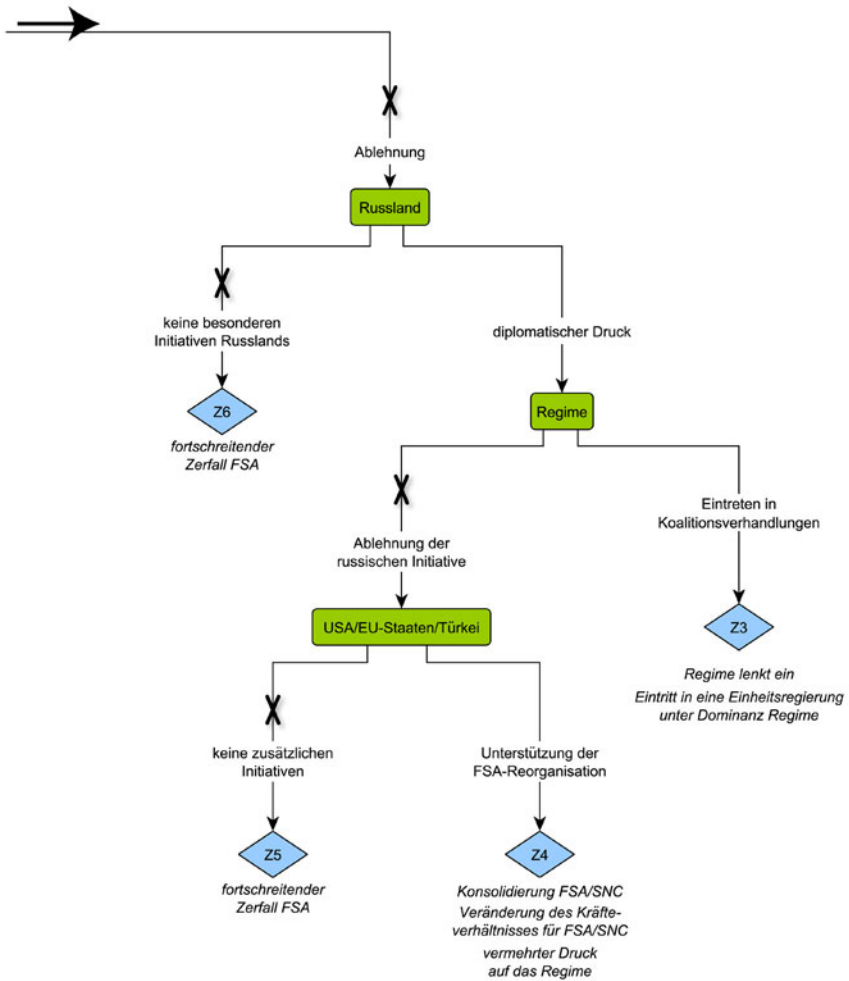 Ablehnung
Russland
keine besonderen
Initiativen Russlands
diplomatischer Druck
Z6
fortschreitender
Zerfall FSA
Regime
Eintreten in
Koalitionsverhandlungen
Ablehnung der
russischen Initiative
USA/EU-Staaten/Türkei
Z3
Regime lenkt ein
Eintritt in eine Einheitsregierung
unter Dominanz Regime
keine zusätzlichen
Initiativen
Unterstützung der
FSA-Reorganisation
Z5
fortschreitender
Zerfall FSA
Z4
Konsolidierung FSA/SNC
Veränderung des Kräfte-
verhältnisses für FSA/SNC
vermehrter Druck
auf das Regime